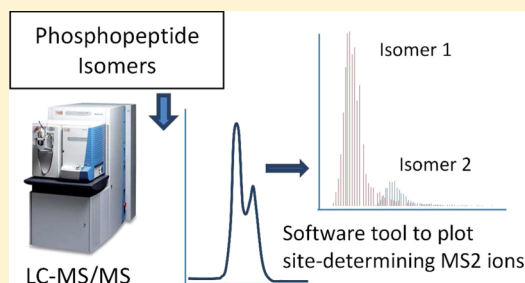 Phosphopeptide
Isomers
LC-MS/MS
Isomer 1
Isomer 2
Software tool to plot
site-determining MS2 ions